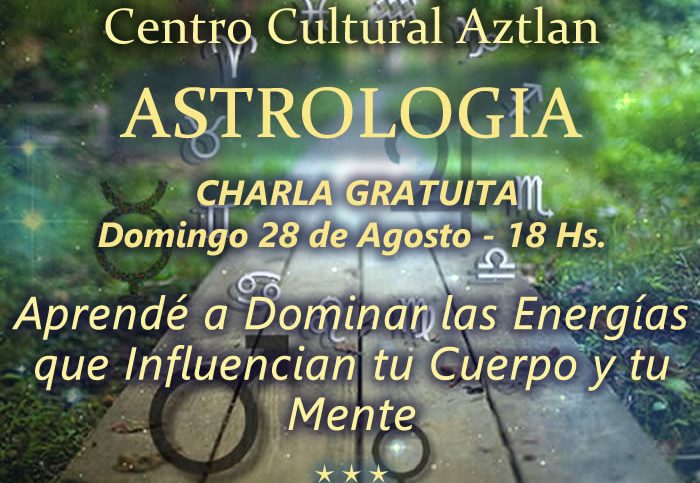 Centro Cultural Aztlan
ASTROLOGIA
CHARLA GRATUITA
Domingo 28 de Agosto - 18 Hs.
Aprendé a Dominar las Energías
que Influencian tu Cuerpo y tu
Mente